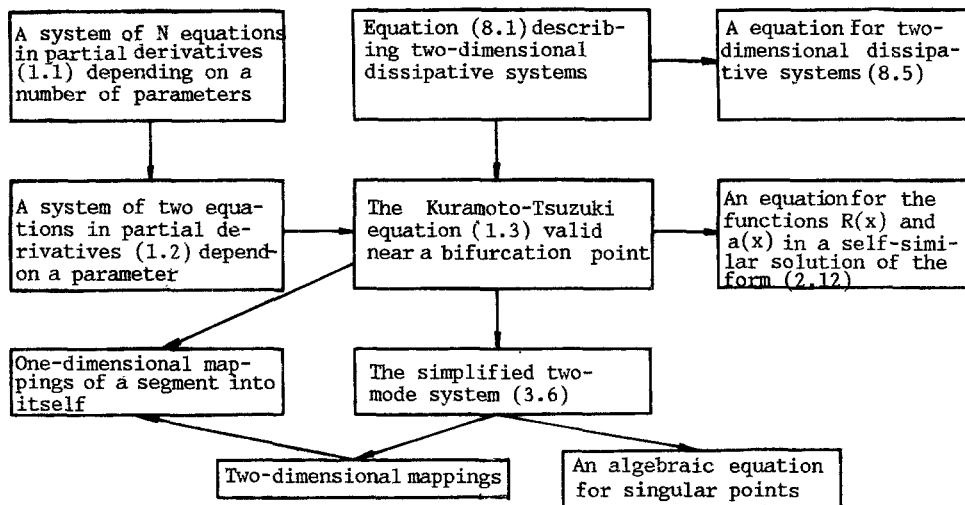 A system of N equations
in partial derivatives
(1.1) depending on a
number of parameters
Equation (8.1) describ-
ing two-dimensional
dissipative systems
A equation for two-
dimensional dissipa-
tive systems (8.5)
A system of two equa-
tions in partial de-
rivatives (1.2) depend-
on a parameter
The Kuramoto-Tsuzuki
equation (1.3) valid
near a bifurcation point
An equation for the
functions R(x) and
a(x) in a self-simi-
lar solution of the
form (2.12)
One-dimensional map-
pings of a segment into
itself
The simplified two-
mode system (3.6)
Two-dimensional mappings
An algebraic equation
for singular points